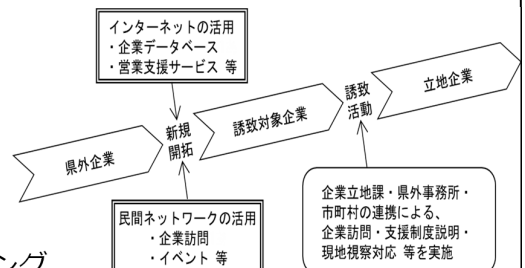 インターネットの活用
・企業データベース
・営業支援サービス 等
県外企業
新規
開拓
誘致対象企業
誘致
活動
立地企業
民間ネットワークの活用
・企業訪問
・イベント 等
企業立地課・県外事務所・
市町村の連携による、
企業訪問・支援制度説明・
現地視察対応 等を実施
ング